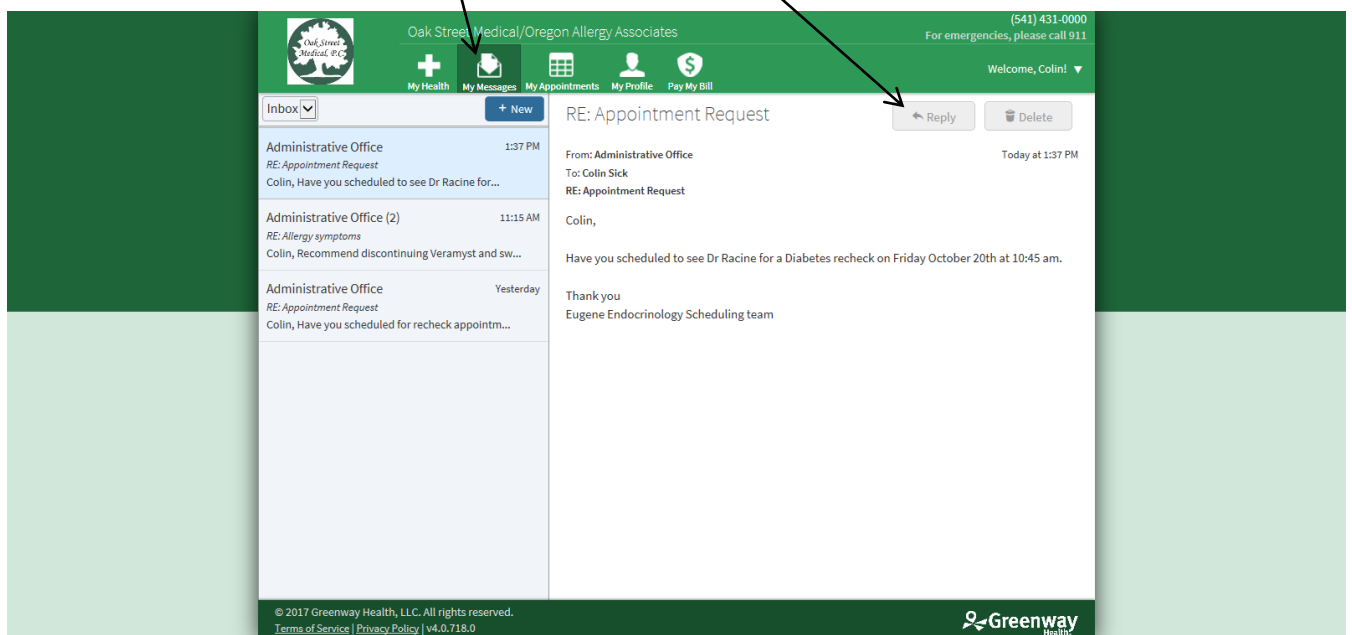 Oak Street
Medical, P.C.
Oak Street Medical/Oregon Allergy Associates
(541) 431-0000
For emergencies, please call 911
My Health
My Messages
My Appointments
My Profile
Pay My Bill
Welcome, Colin! ▼
Inbox
+ New
Administrative Office 1:37 PM
RE: Appointment Request
Colin, Have you scheduled to see Dr Racine for...
Administrative Office (2) 11:15 AM
RE: Allergy symptoms
Colin, Recommend discontinuing Veramyst and sw...
Administrative Office Yesterday
RE: Appointment Request
Colin, Have you scheduled for recheck appointm...
RE: Appointment Request
Reply
Delete
From: Administrative Office Today at 1:37 PM
To: Colin Sick
RE: Appointment Request
Colin,
Have you scheduled to see Dr Racine for a Diabetes recheck on Friday October 20th at 10:45 am.
Thank you
Eugene Endocrinology Scheduling team
© 2017 Greenway Health, LLC. All rights reserved.
Terms of Service | Privacy Policy | v4.0.718.0
Greenway
Health